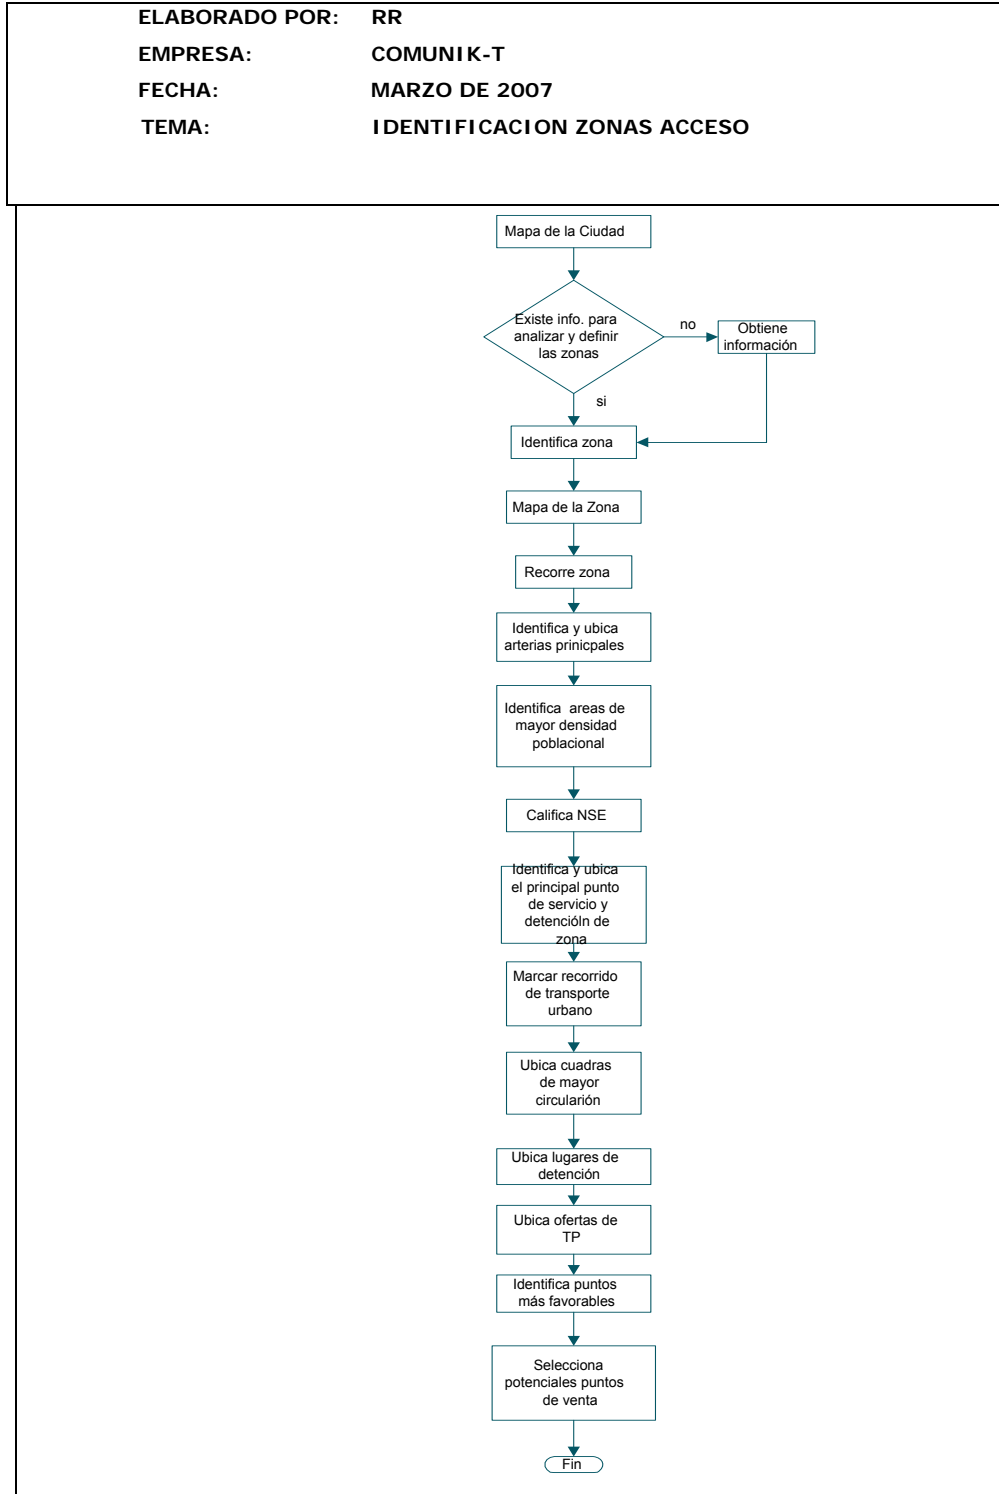 ELABORADO POR: RR
EMPRESA: COMUNIK-T
FECHA: MARZO DE 2007
TEMA: IDENTIFICACION ZONAS ACCESO
Mapa de la Ciudad
Existe info. para
analizar y definir
las zonas
no
Obtiene
información
si
Identifica zona
Mapa de la Zona
Recorre zona
Identifica y ubica
arterias prinicpales
Identifica areas de
mayor densidad
poblacional
Califica NSE
Identifica y ubica
el principal punto
de servicio y
detencióln de
zona
Marcar recorrido
de transporte
urbano
Ubica cuadras
de mayor
circularión
Ubica lugares de
detención
Ubica ofertas de
TP
Identifica puntos
más favorables
Selecciona
potenciales puntos
de venta
Fin